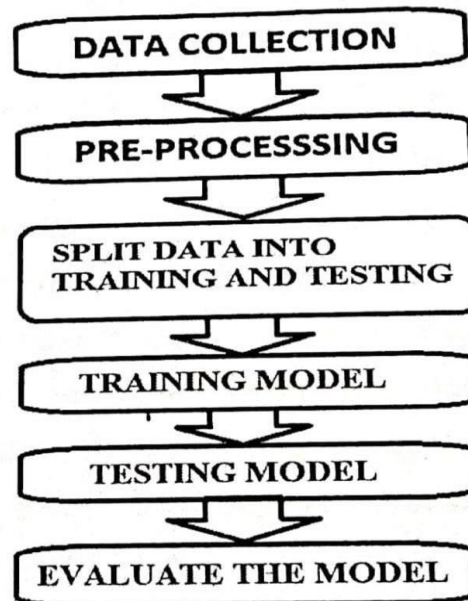 DATA COLLECTION
PRE-PROCESSSING
SPLIT DATA INTO
TRAINING AND TESTING
TRAINING MODEL
TESTING MODEL
EVALUATE THE MODEL